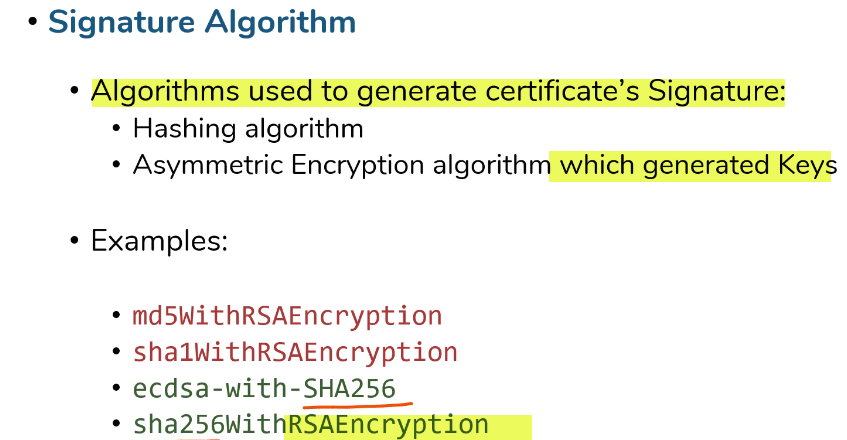 • Signature Algorithm
• Algorithms used to generate certificate's Signature:
• Hashing algorithm
• Asymmetric Encryption algorithm which generated Keys
• Examples:
• md5WithRSAEncryption
• sha1WithRSAEncryption
• ecdsa-with-SHA256
• sha256WithRSAEncryption